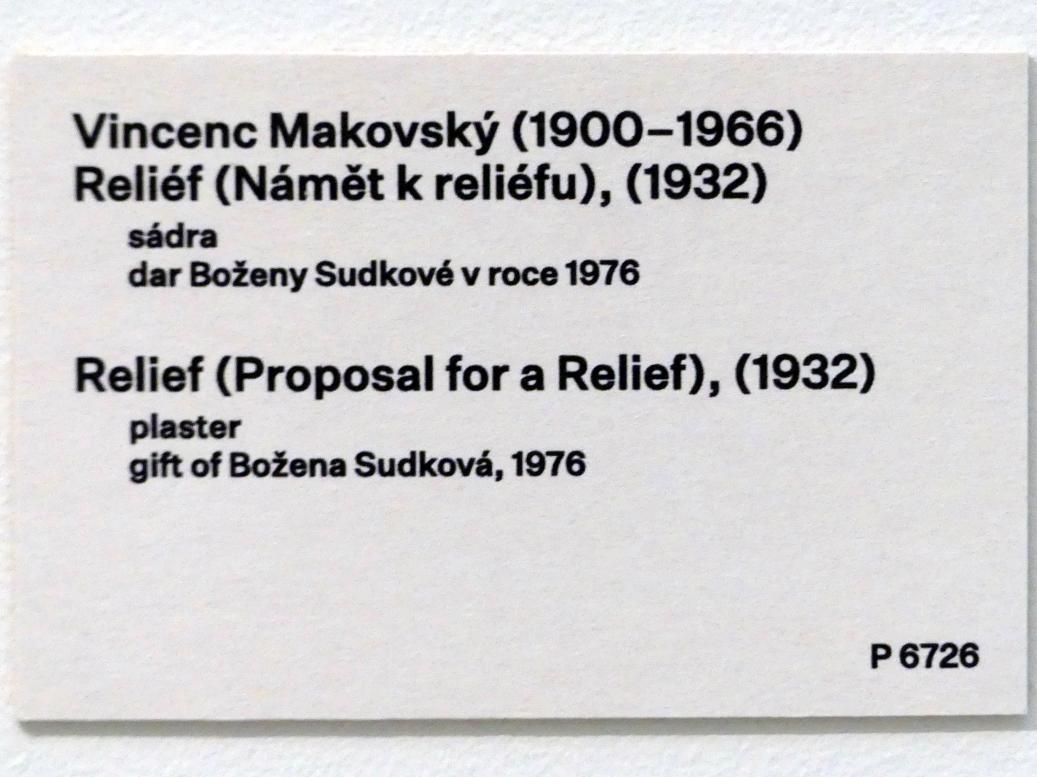 Vincenc Makovský (1900–1966)
Reliéf (Námět k reliéfu), (1932)
sádra
dar Boženy Sudkové v roce 1976
Relief (Proposal for a Relief), (1932)
plaster
gift of Božena Sudková, 1976
P 6726